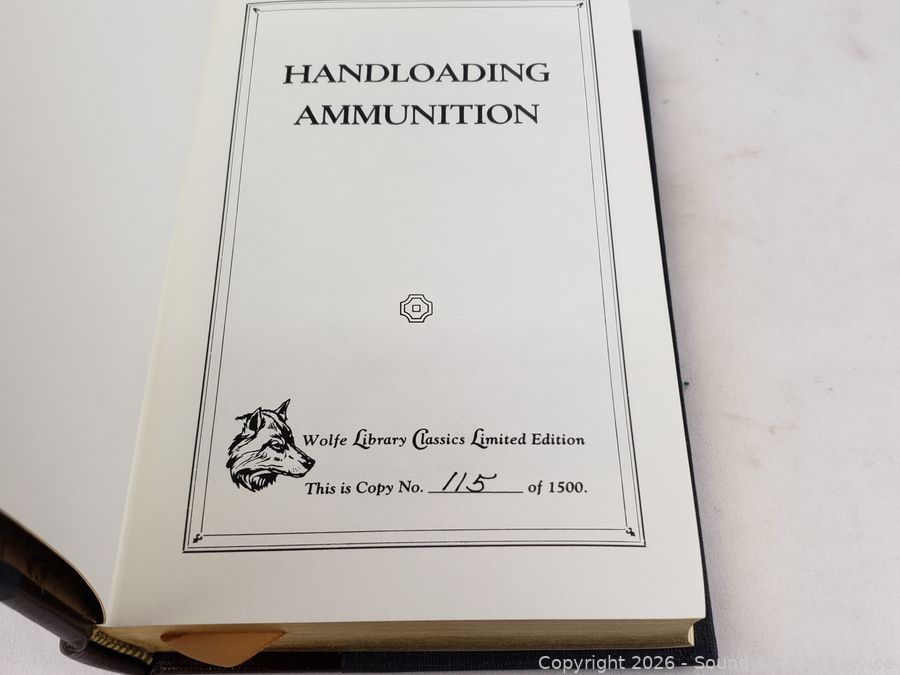 HANDLOADING
AMMUNITION
Wolfe Library Classics Limited Edition
This is Copy No. 115 of 1500.
Copyright 2026 - Sound